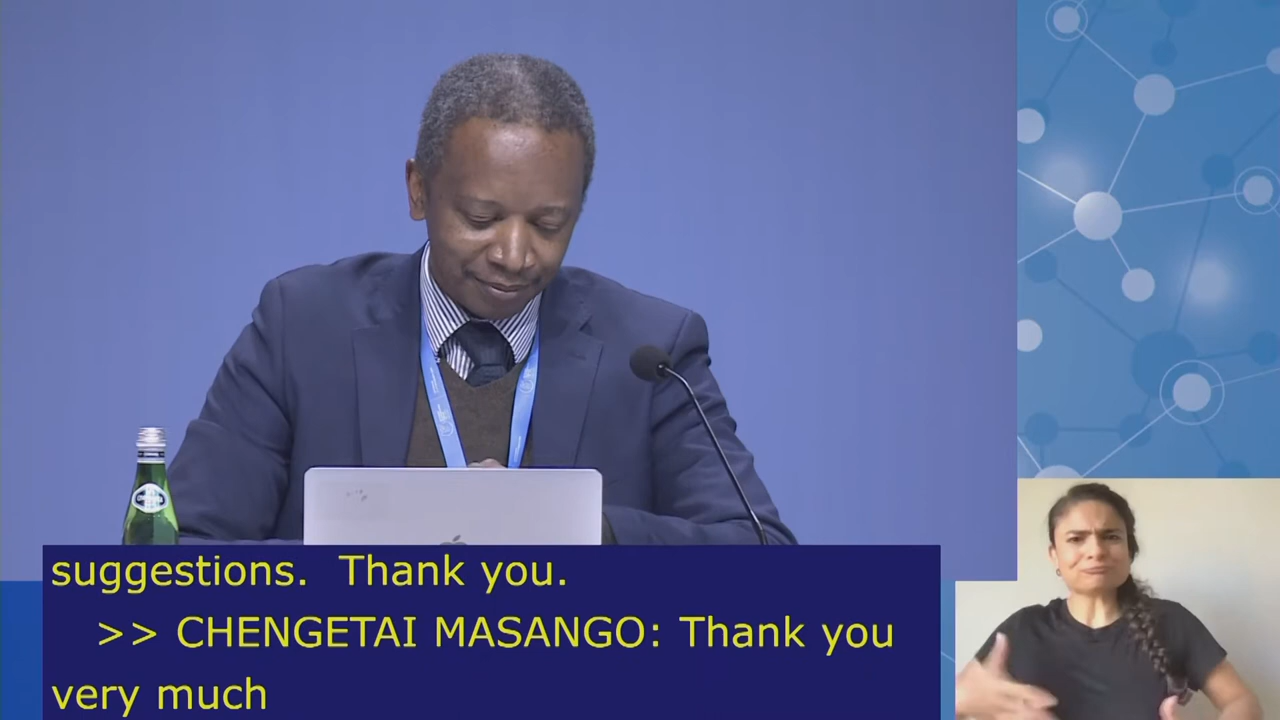 suggestions.  Thank you.
>> CHENGETAI MASANGO: Thank you
very much